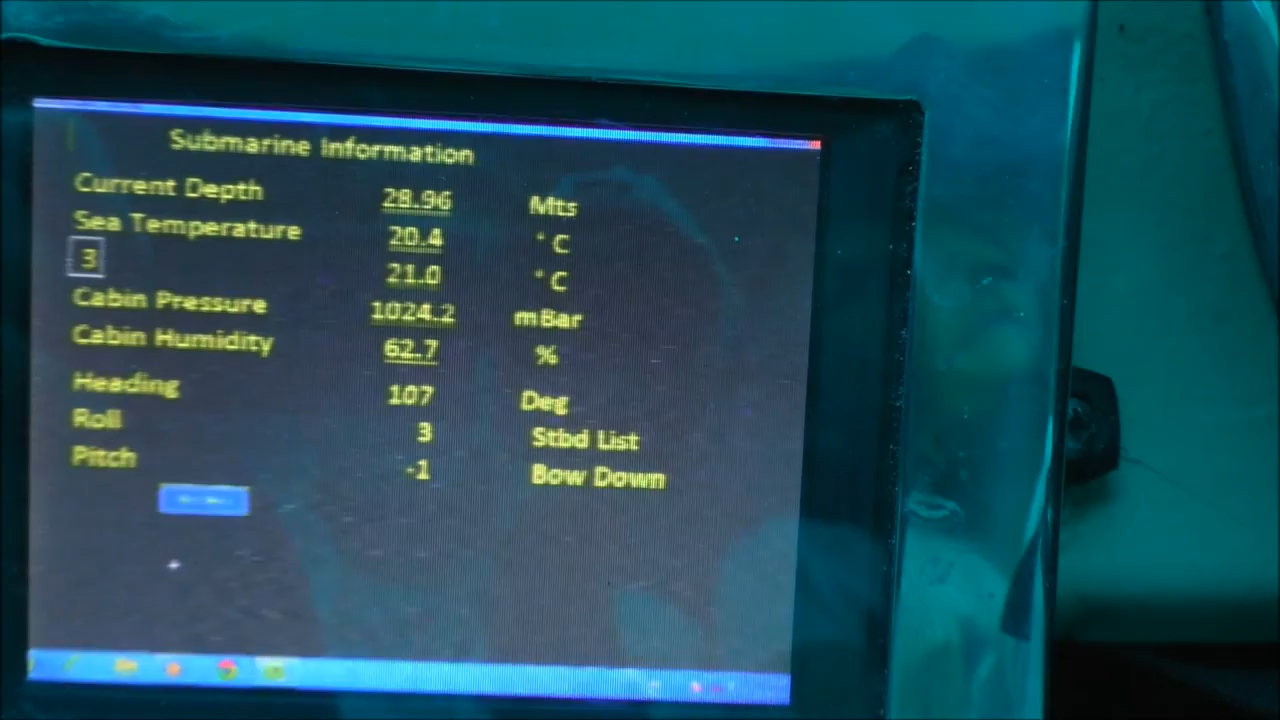 Submarine Information
Current Depth 28.96 Mts
Sea Temperature 20.4 °C
3 21.0 °C
Cabin Pressure 1024.2 mBar
Cabin Humidity 62.7 %
Heading 107 Deg
Roll 3 Stbd List
Pitch -1 Bow Down